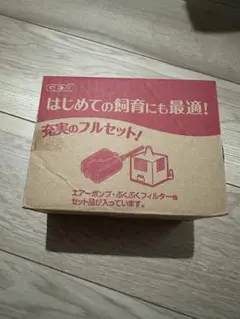 はじめての飼育にも最適!
充実のフルセット!
エアーポンプ・ぶくぶくフィルター他
セット品が入っています。